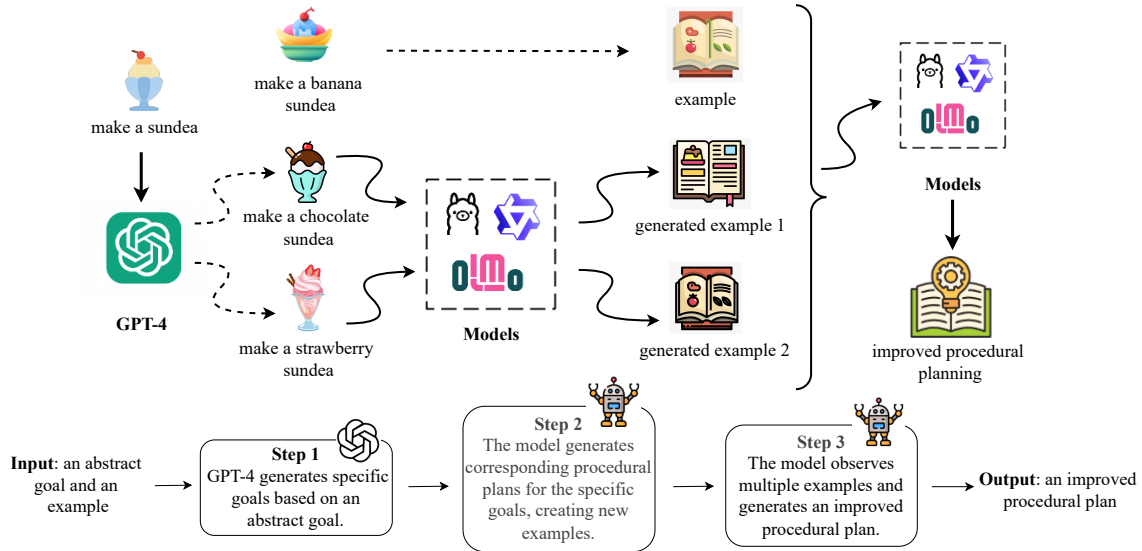 make a sundea
GPT-4
make a banana
sundea
make a chocolate
sundea
make a strawberry
sundea
OLMo
Models
example
generated example 1
generated example 2
OLMo
Models
improved procedural
planning
Input: an abstract
goal and an
example
Step 1
GPT-4 generates specific
goals based on an
abstract goal.
Step 2
The model generates
corresponding procedural
plans for the specific
goals, creating new
examples.
Step 3
The model observes
multiple examples and
generates an improved
procedural plan.
Output: an improved
procedural plan